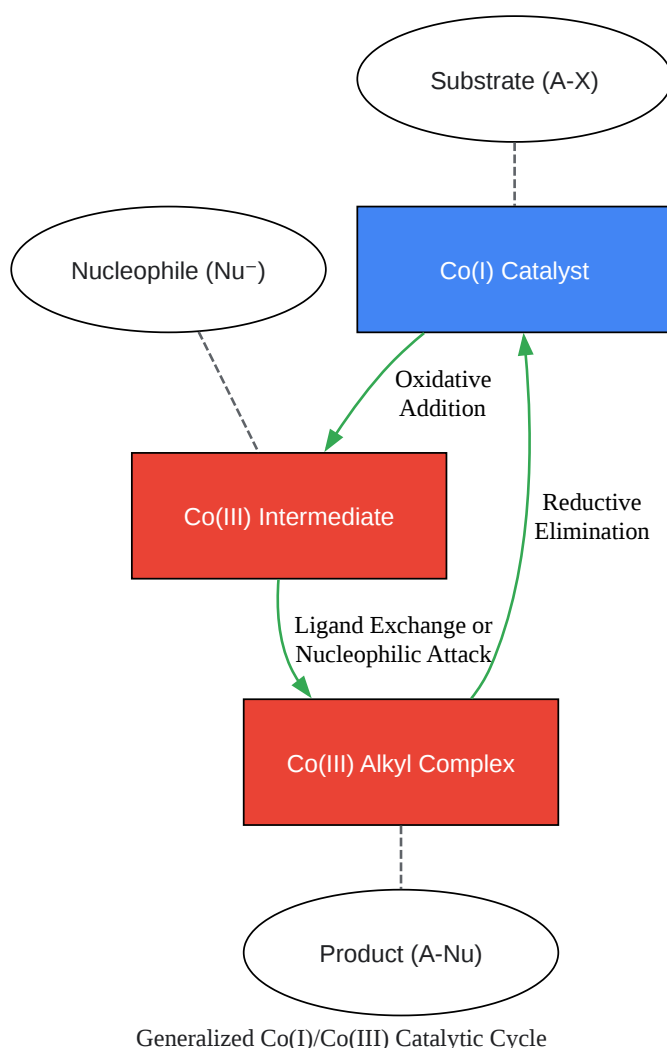 Substrate (A-X)
Nucleophile (Nu⁻)
Co(I) Catalyst
Oxidative
Addition
Co(III) Intermediate
Reductive
Elimination
Ligand Exchange or
Nucleophilic Attack
Co(III) Alkyl Complex
Product (A-Nu)
Generalized Co(I)/Co(III) Catalytic Cycle